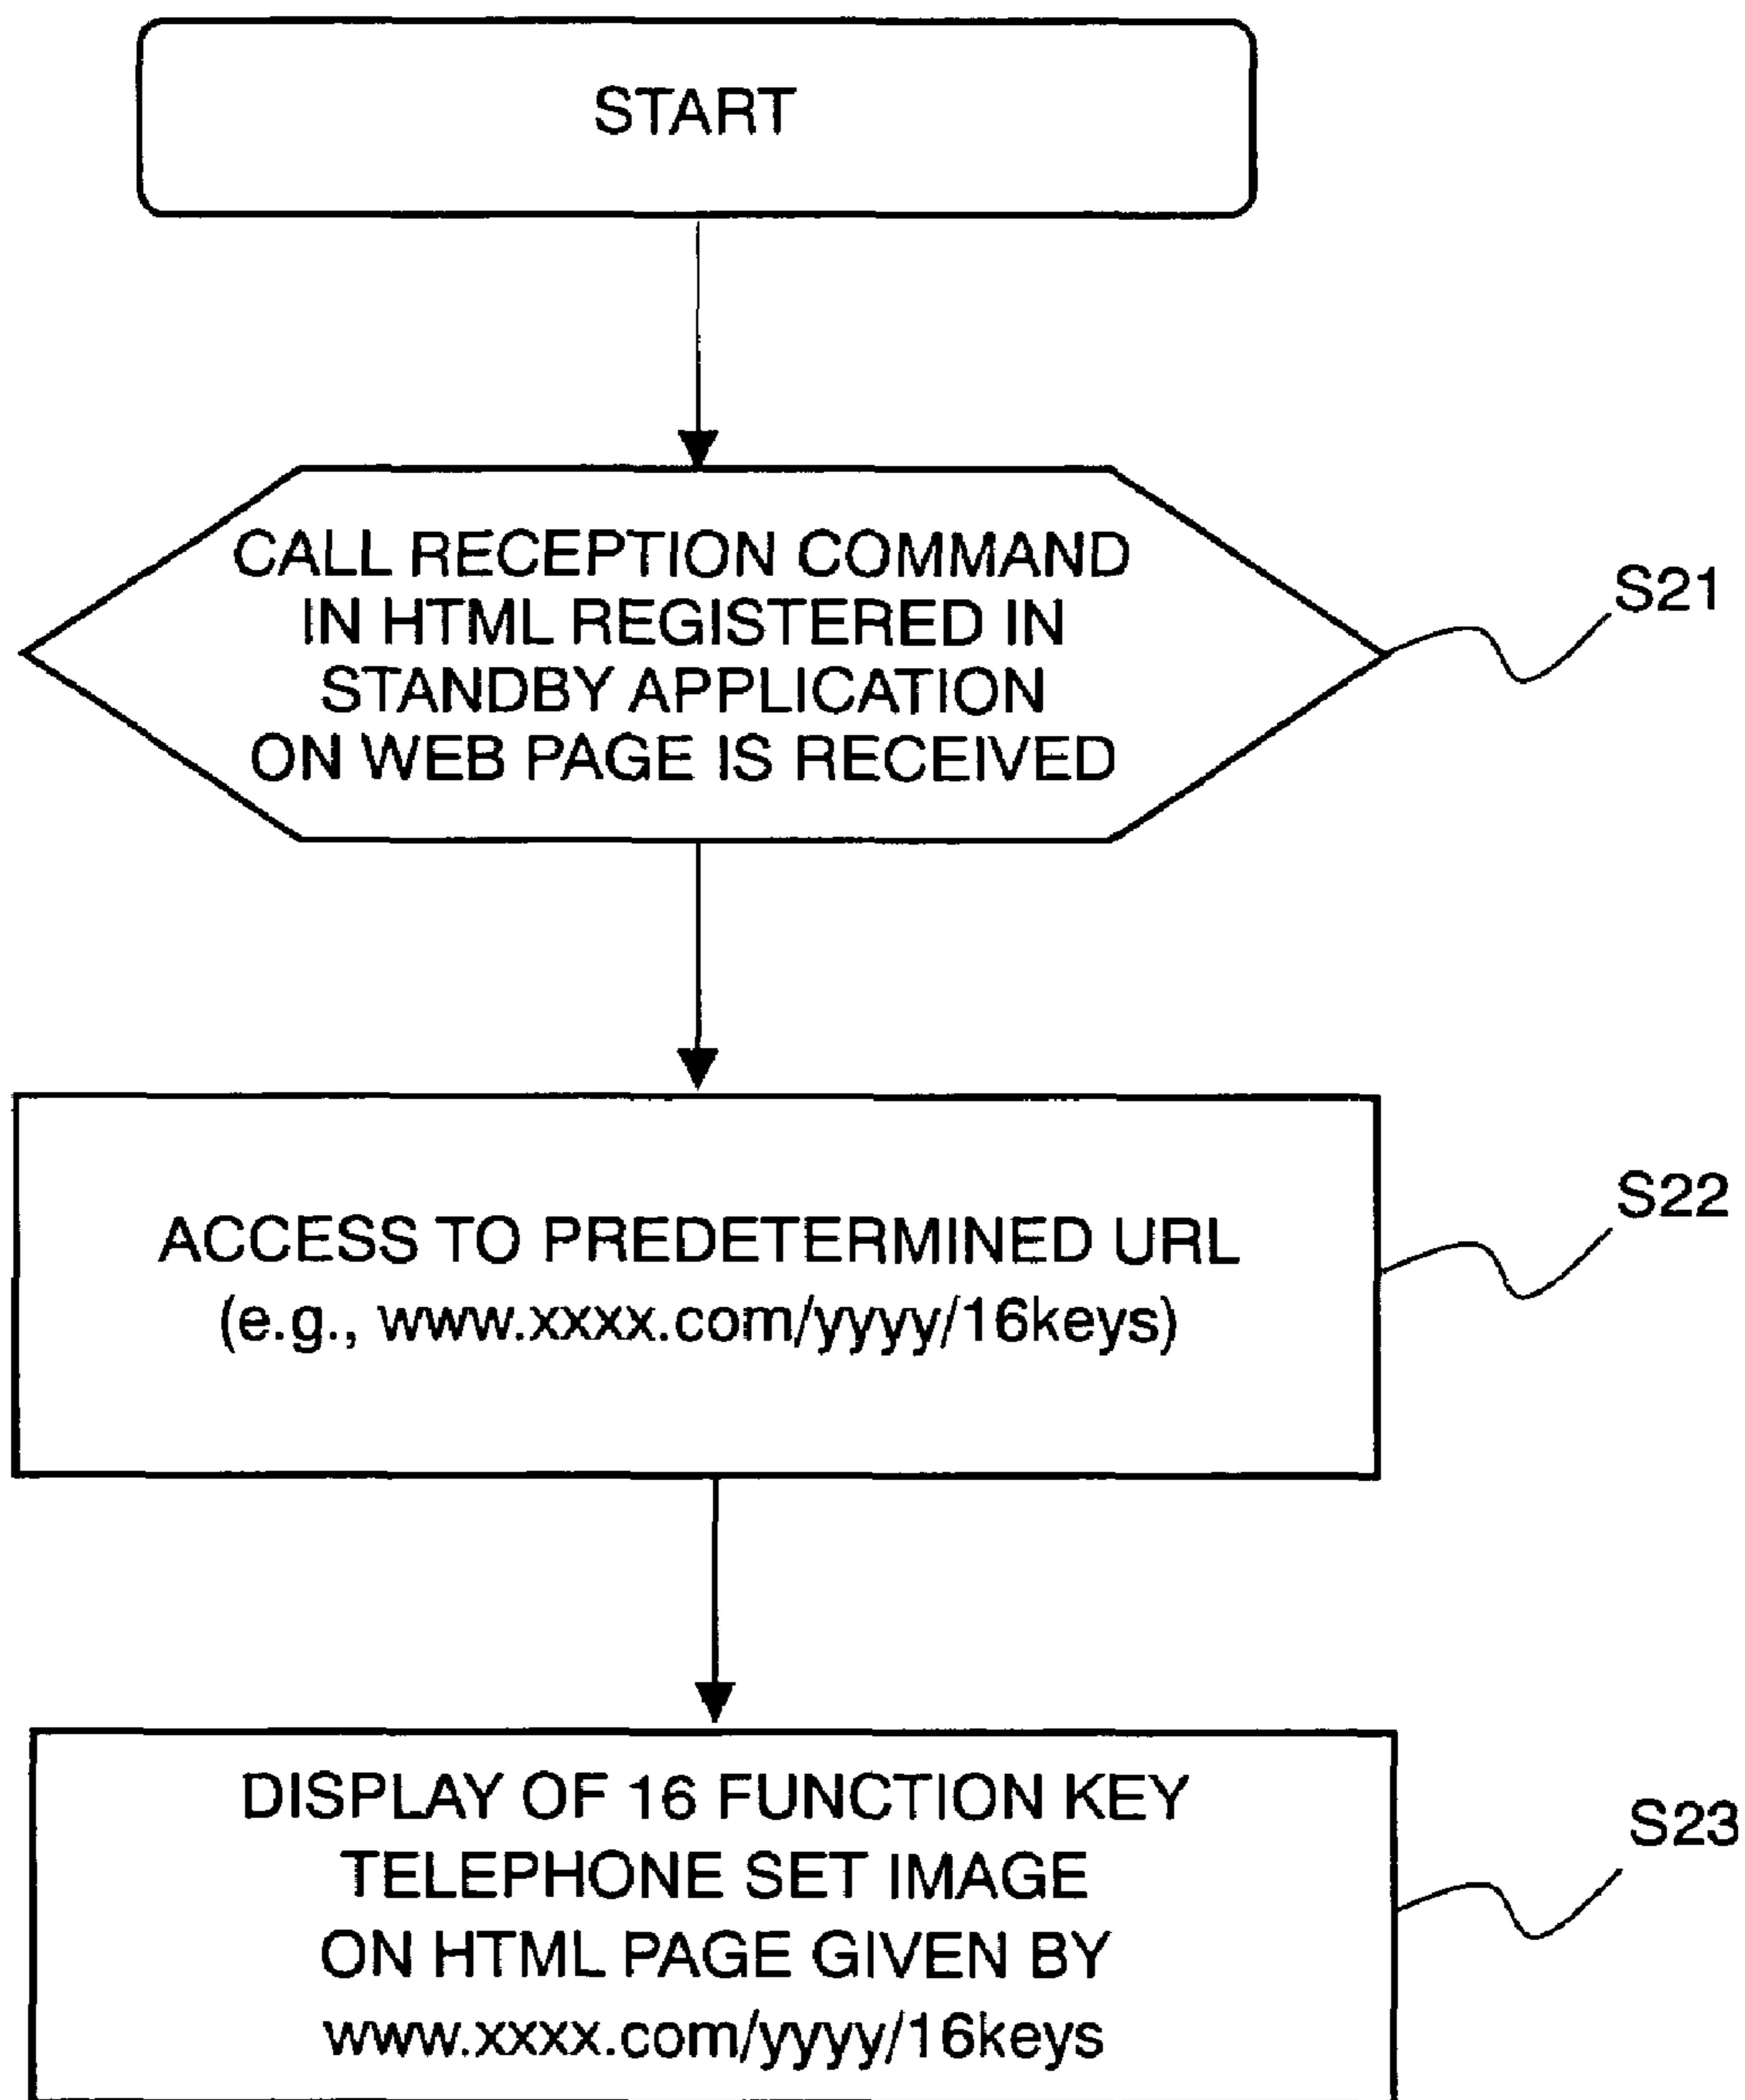 START
CALL RECEPTION COMMAND
IN HTML REGISTERED IN
STANDBY APPLICATION
ON WEB PAGE IS RECEIVED
S21
ACCESS TO PREDETERMINED URL
(e.g., www.xxxx.com/yyyy/16keys)
S22
DISPLAY OF 16 FUNCTION KEY
TELEPHONE SET IMAGE
ON HTML PAGE GIVEN BY
www.xxxx.com/yyyy/16keys
S23